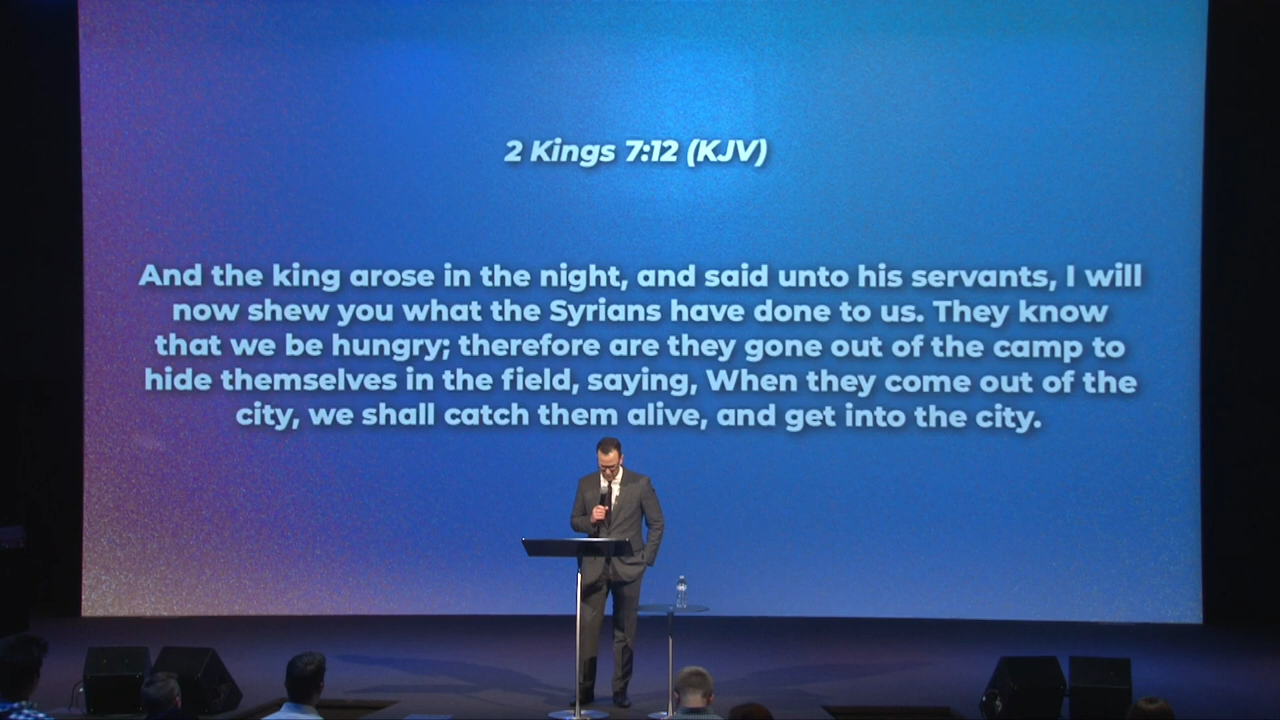 2 Kings 7:12 (KJV)
And the king arose in the night, and said unto his servants, I will
now shew you what the Syrians have done to us. They know
that we be hungry; therefore are they gone out of the camp to
hide themselves in the field, saying, When they come out of the
city, we shall catch them alive, and get into the city.